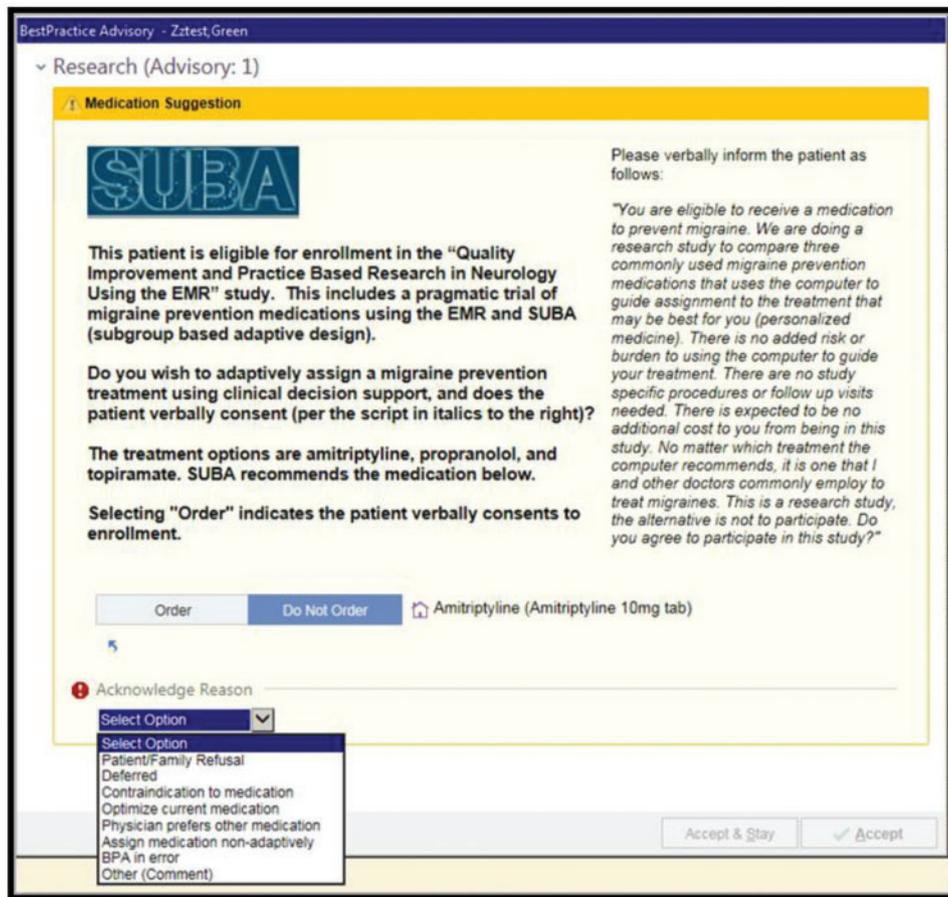 BestPractice Advisory - Zztest,Green
Research (Advisory: 1)
Medication Suggestion
SUBA
This patient is eligible for enrollment in the “Quality
Improvement and Practice Based Research in Neurology
Using the EMR” study. This includes a pragmatic trial of
migraine prevention medications using the EMR and SUBA
(subgroup based adaptive design).
Do you wish to adaptively assign a migraine prevention
treatment using clinical decision support, and does the
patient verbally consent (per the script in italics to the right)?
The treatment options are amitriptyline, propranolol, and
topiramate. SUBA recommends the medication below.
Selecting "Order" indicates the patient verbally consents to
enrollment.
Please verbally inform the patient as
follows:
"You are eligible to receive a medication
to prevent migraine. We are doing a
research study to compare three
commonly used migraine prevention
medications that uses the computer to
guide assignment to the treatment that
may be best for you (personalized
medicine). There is no added risk or
burden to using the computer to guide
your treatment. There are no study
specific procedures or follow up visits
needed. There is expected to be no
additional cost to you from being in this
study. No matter which treatment the
computer recommends, it is one that I
and other doctors commonly employ to
treat migraines. This is a research study,
the alternative is not to participate. Do
you agree to participate in this study?"
Order
Do Not Order
Amitriptyline (Amitriptyline 10mg tab)
Acknowledge Reason
Select Option
Select Option
Patient/Family Refusal
Deferred
Contraindication to medication
Optimize current medication
Physician prefers other medication
Assign medication non-adaptively
BPA in error
Other (Comment)
Accept & Stay
Accept